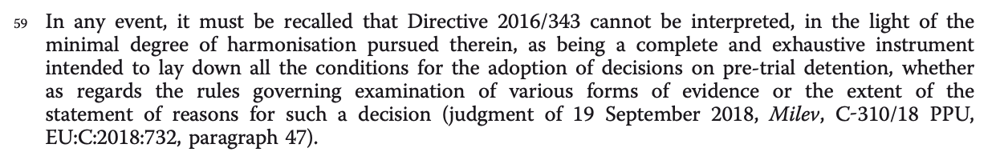 59 In any event, it must be recalled that Directive 2016/343 cannot be interpreted, in the light of the
minimal degree of harmonisation pursued therein, as being a complete and exhaustive instrument
intended to lay down all the conditions for the adoption of decisions on pre-trial detention, whether
as regards the rules governing examination of various forms of evidence or the extent of the
statement of reasons for such a decision (judgment of 19 September 2018, Milev, C-310/18 PPU,
EU:C:2018:732, paragraph 47).